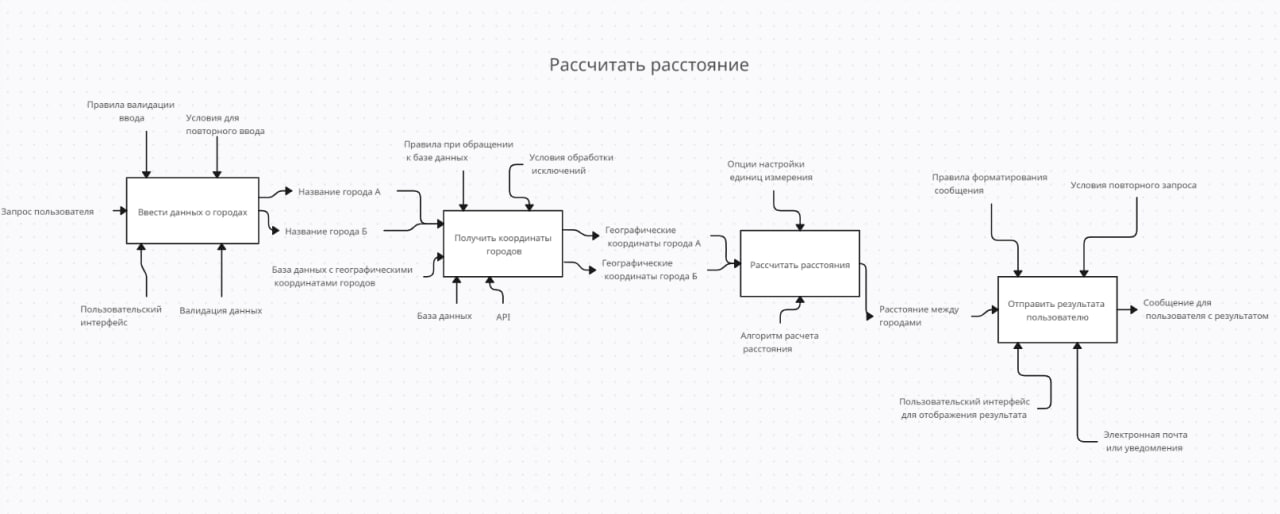 Рассчитать расстояние
Правила валидации
ввода
Условия для
повторного ввода
Запрос пользователя
Ввести данных о городах
Название города А
Название города Б
Пользовательский
интерфейс
Валидация данных
База данных с географическими
координатами городов
Правила при обращении
к базе данных
Условия обработки
исключений
Получить координаты
городов
База данных
API
Географические
координаты города А
Географические
координаты города Б
Опции настройки
единиц измерения
Рассчитать расстояния
Алгоритм расчета
расстояния
Расстояние между
городами
Правила форматирования
сообщения
Условия повторного запроса
Отправить результата
пользователю
Сообщение для
пользователя с результатом
Пользовательский интерфейс
для отображения результата
Электронная почта
или уведомления